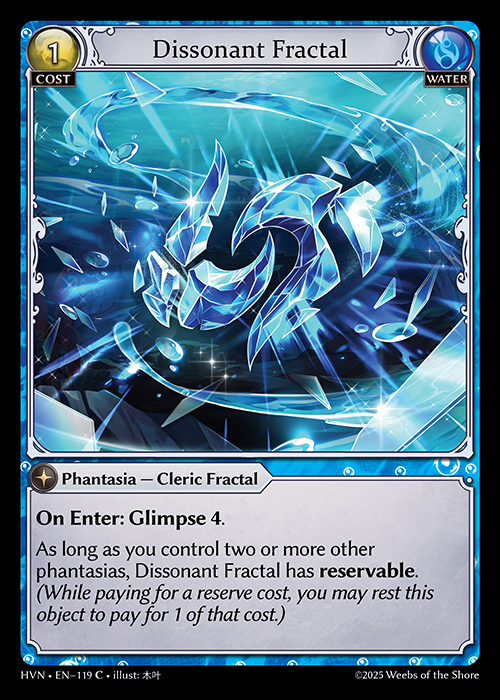 1
Dissonant Fractal
COST
WATER
Phantasia — Cleric Fractal
On Enter: Glimpse 4.
As long as you control two or more other
phantasias, Dissonant Fractal has reservable.
(While paying for a reserve cost, you may rest this
object to pay for 1 of that cost.)
HVN • EN-119 C • illust: 木叶
©2025 Weebs of the Shore